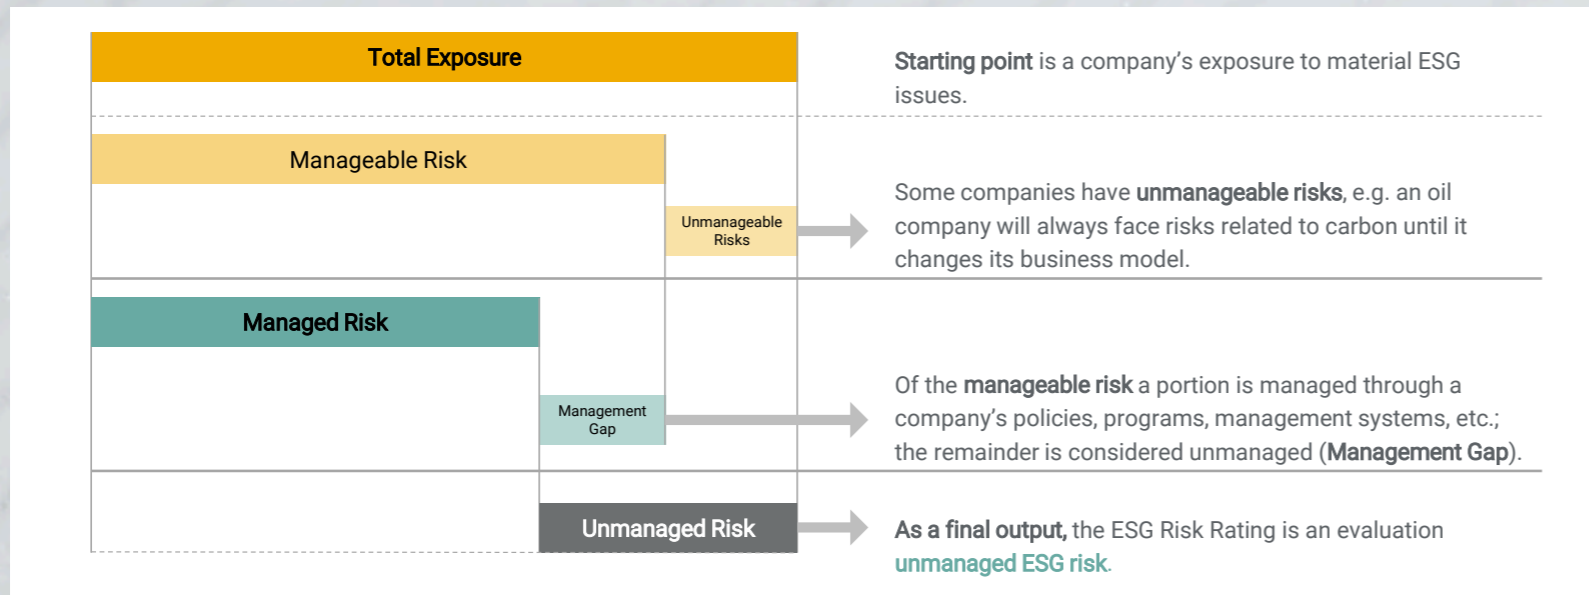 Total Exposure
Starting point is a company's exposure to material ESG
issues.
Manageable Risk
Unmanageable
Risks
Some companies have unmanageable risks, e.g. an oil
company will always face risks related to carbon until it
changes its business model.
Managed Risk
Management
Gap
Of the manageable risk a portion is managed through a
company's policies, programs, management systems, etc.;
the remainder is considered unmanaged (Management Gap).
Unmanaged Risk
As a final output, the ESG Risk Rating is an evaluation
unmanaged ESG risk.